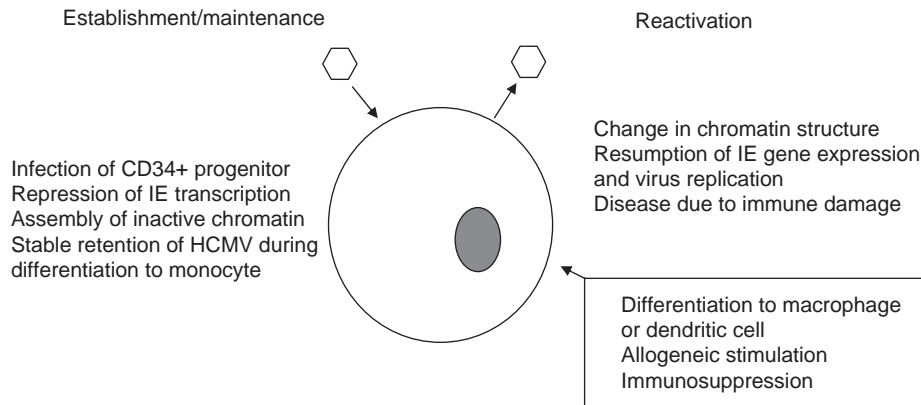 Establishment/maintenance
Reactivation
Infection of CD34+ progenitor
Repression of IE transcription
Assembly of inactive chromatin
Stable retention of HCMV during
differentiation to monocyte
Change in chromatin structure
Resumption of IE gene expression
and virus replication
Disease due to immune damage
Differentiation to macrophage
or dendritic cell
Allogeneic stimulation
Immunosuppression